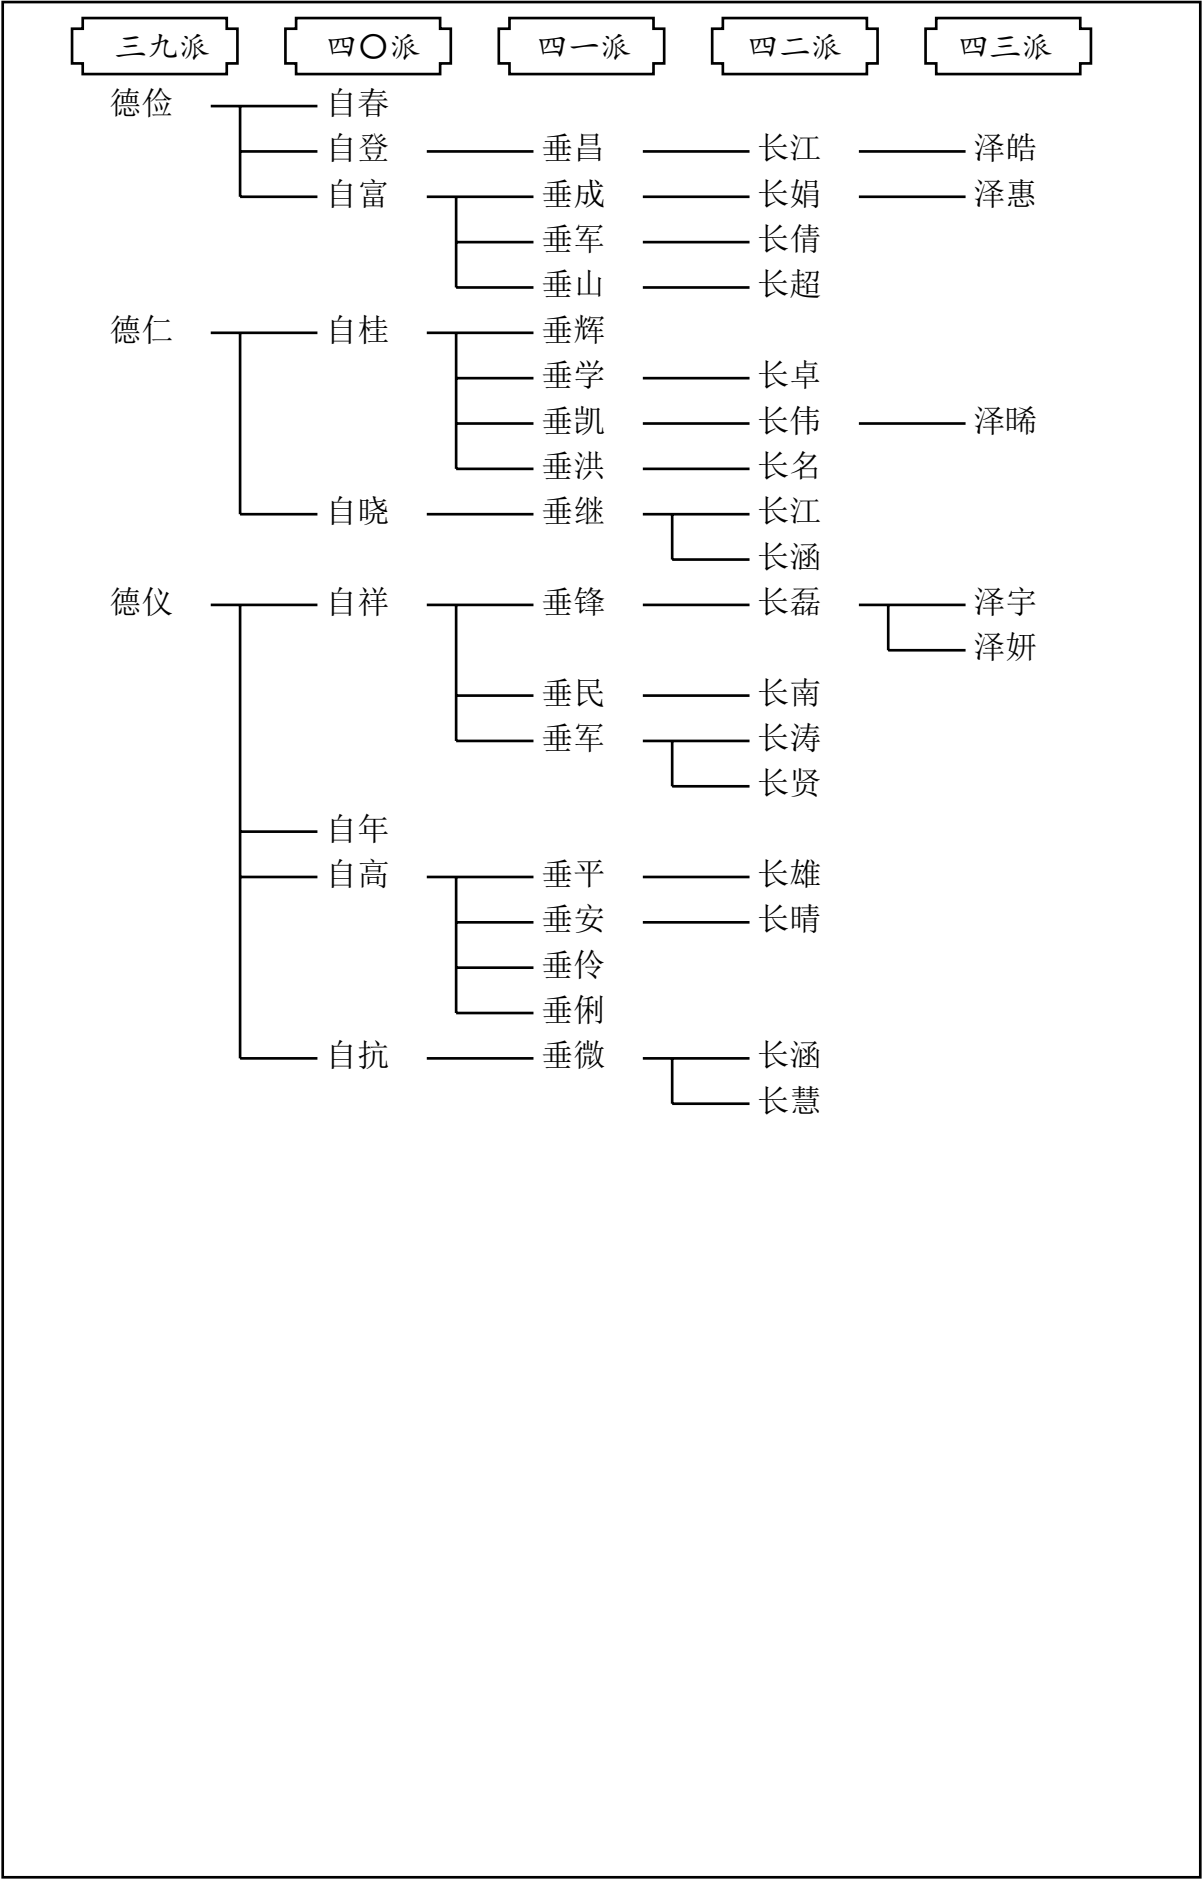 三九派 四〇派 四一派 四二派 四三派
德俭 自春
自登 垂昌 长江 泽皓
自富 垂成 长娟 泽惠
垂军 长倩
垂山 长超
德仁 自桂 垂辉
垂学 长卓
垂凯 长伟 泽晞
垂洪 长名
自晓 垂继 长江
长涵
德仪 自祥 垂锋 长磊 泽宇
泽妍
垂民 长南
垂军 长涛
长贤
自年
自高 垂平 长雄
垂安 长晴
垂伶
垂俐
自抗 垂微 长涵
长慧